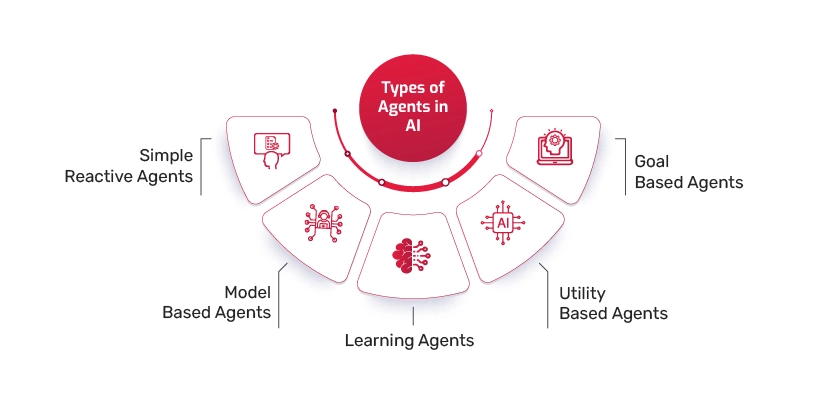 Types of
Agents in
AI
Simple
Reactive Agents
Goal
Based Agents
AI
Model
Based Agents
Utility
Based Agents
Learning Agents